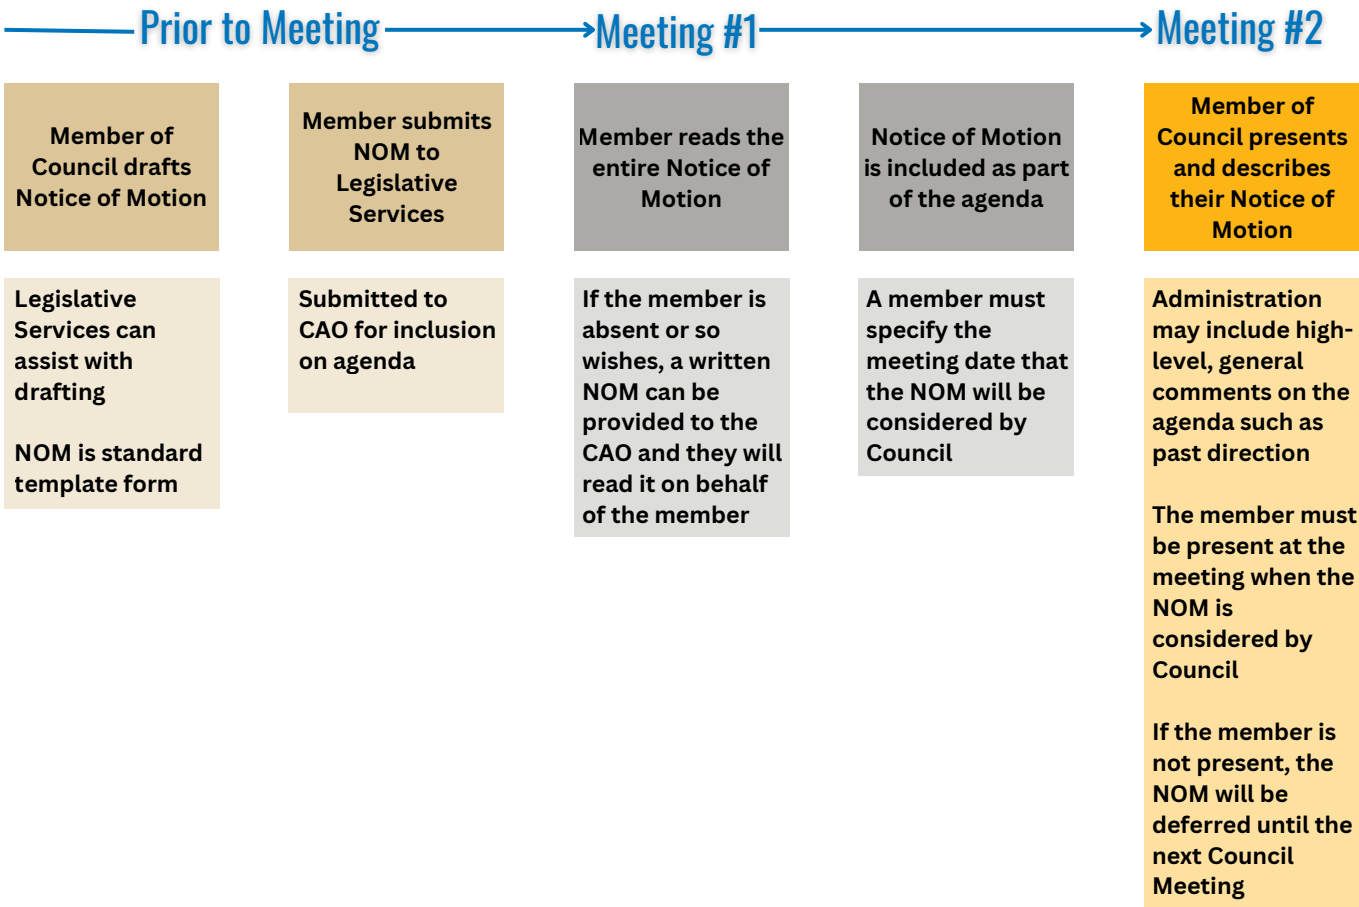 Prior to Meeting
Meeting #1
Meeting #2
Member of
Council drafts
Notice of Motion
Member submits
NOM to
Legislative
Services
Member reads the
entire Notice of
Motion
Notice of Motion
is included as part
of the agenda
Member of
Council presents
and describes
their Notice of
Motion
Legislative
Services can
assist with
drafting
NOM is standard
template form
Submitted to
CAO for inclusion
on agenda
If the member is
absent or so
wishes, a written
NOM can be
provided to the
CAO and they will
read it on behalf
of the member
A member must
specify the
meeting date that
the NOM will be
considered by
Council
Administration
may include high-
level, general
comments on the
agenda such as
past direction
The member must
be present at the
meeting when the
NOM is
considered by
Council
If the member is
not present, the
NOM will be
deferred until the
next Council
Meeting